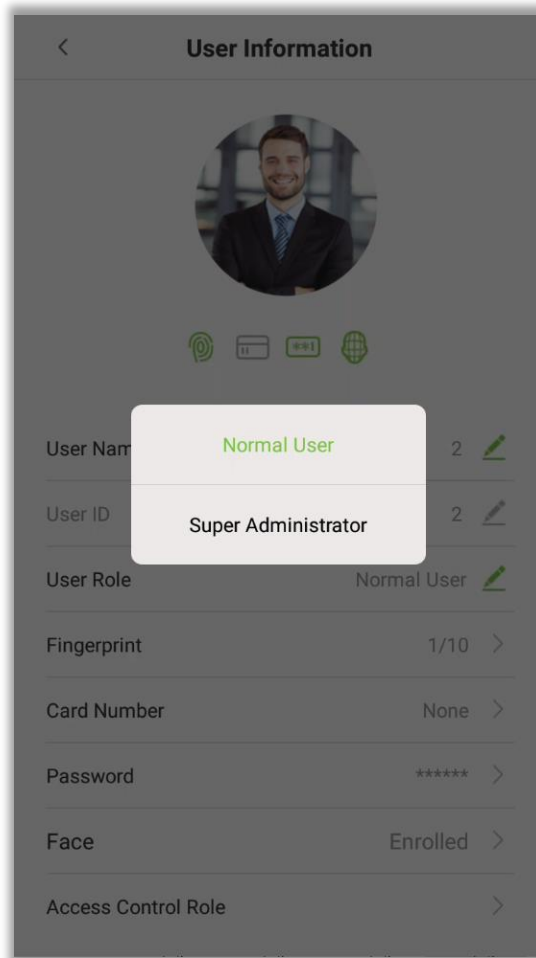 User Information
**1
Normal User
User Nam 2
Super Administrator
User ID 2
User Role Normal User
Fingerprint 1/10
Card Number None
Password ******
Face Enrolled
Access Control Role